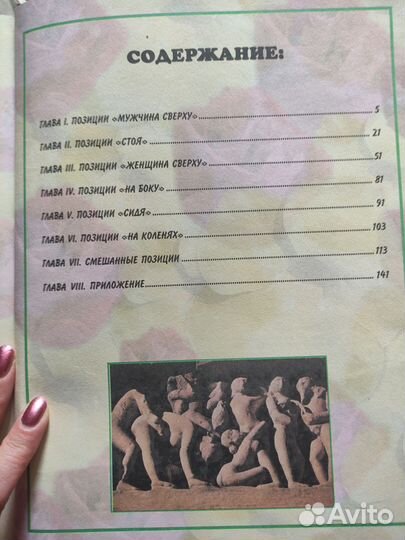 СОДЕРЖАНИЕ:
ГЛАВА I. ПОЗИЦИИ «МУЖЧИНА СВЕРХУ» 5
ГЛАВА II. ПОЗИЦИИ «СТОЯ» 21
ГЛАВА III. ПОЗИЦИИ «ЖЕНЩИНА СВЕРХУ» 51
ГЛАВА IV. ПОЗИЦИИ «НА БОКУ» 81
ГЛАВА V. ПОЗИЦИИ «СИДЯ» 91
ГЛАВА VI. ПОЗИЦИИ «НА КОЛЕНЯХ» 103
ГЛАВА VII. СМЕШАННЫЕ ПОЗИЦИИ 113
ГЛАВА VIII. ПРИЛОЖЕНИЕ 141
Avito